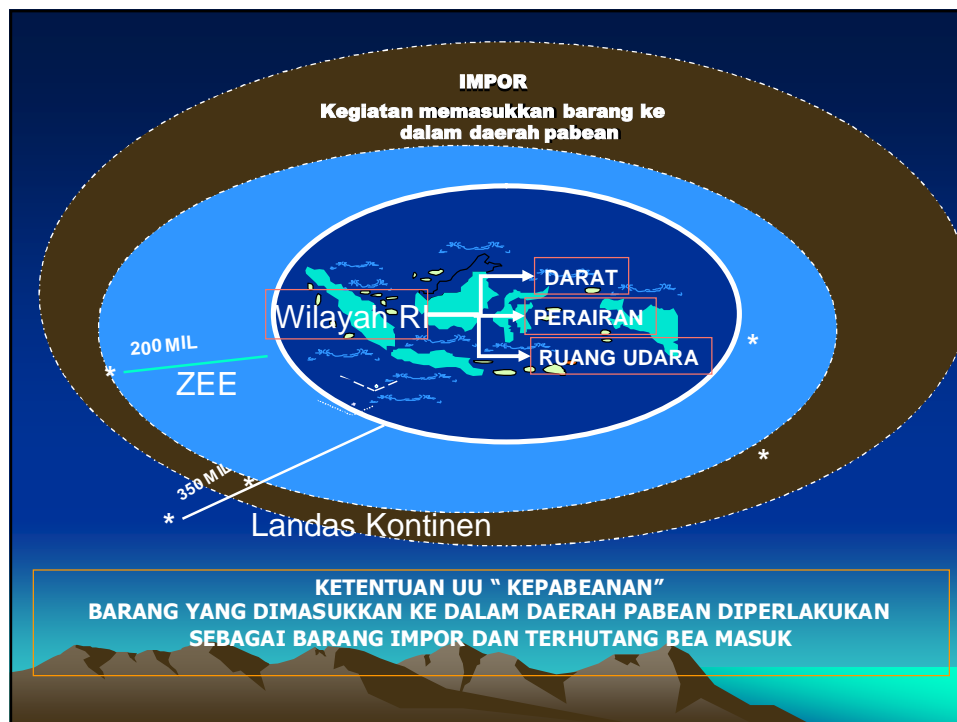 IMPOR
Kegiatan memasukkan barang ke
dalam daerah pabean
DARAT
Wilayah RI
PERAIRAN
RUANG UDARA
200 MIL
ZEE
350 MIL
Landas Kontinen
KETENTUAN UU “ KEPABEANAN”
BARANG YANG DIMASUKKAN KE DALAM DAERAH PABEAN DIPERLAKUKAN
SEBAGAI BARANG IMPOR DAN TERHUTANG BEA MASUK